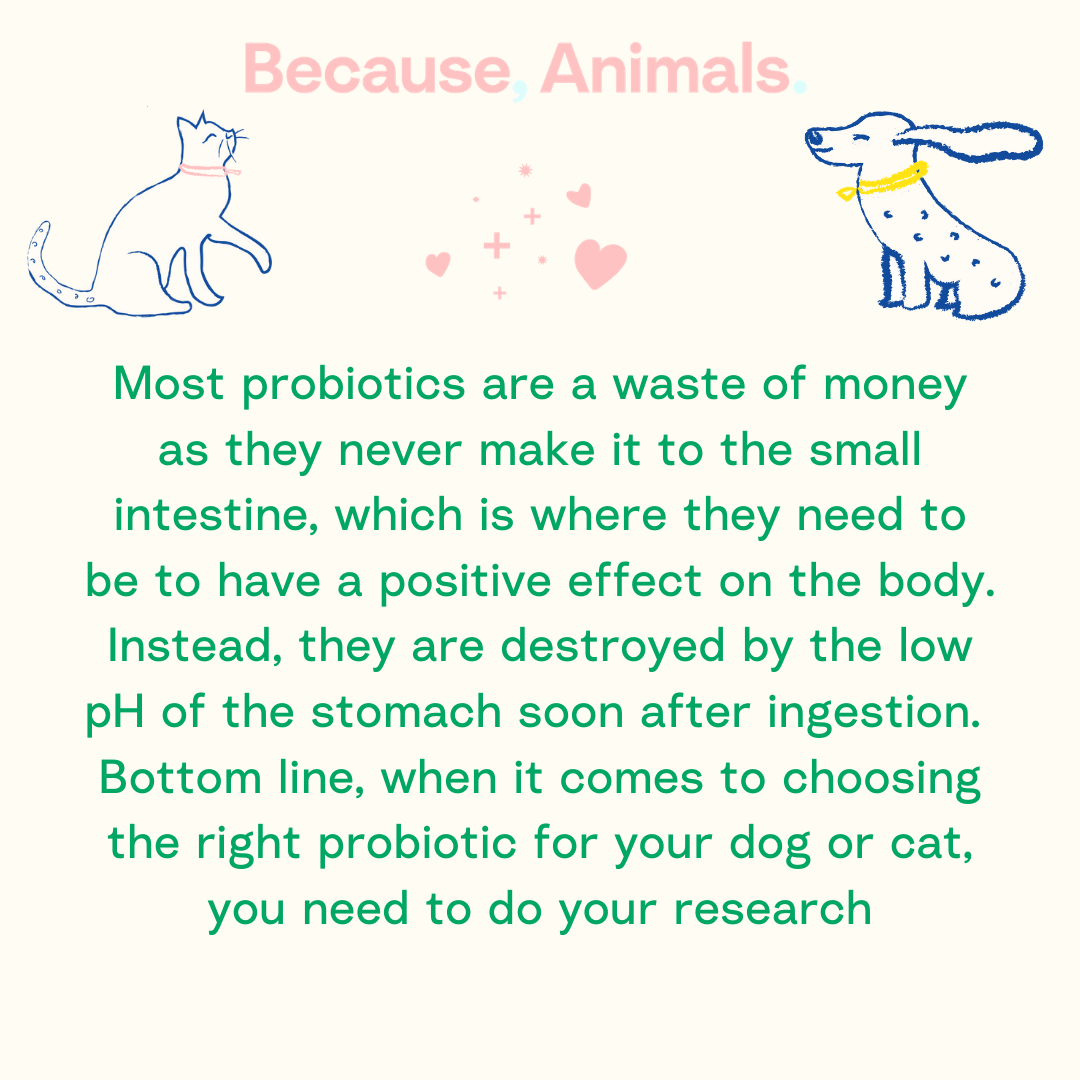 Because, Animals.
Most probiotics are a waste of money
as they never make it to the small
intestine, which is where they need to
be to have a positive effect on the body.
Instead, they are destroyed by the low
pH of the stomach soon after ingestion.
Bottom line, when it comes to choosing
the right probiotic for your dog or cat,
you need to do your research